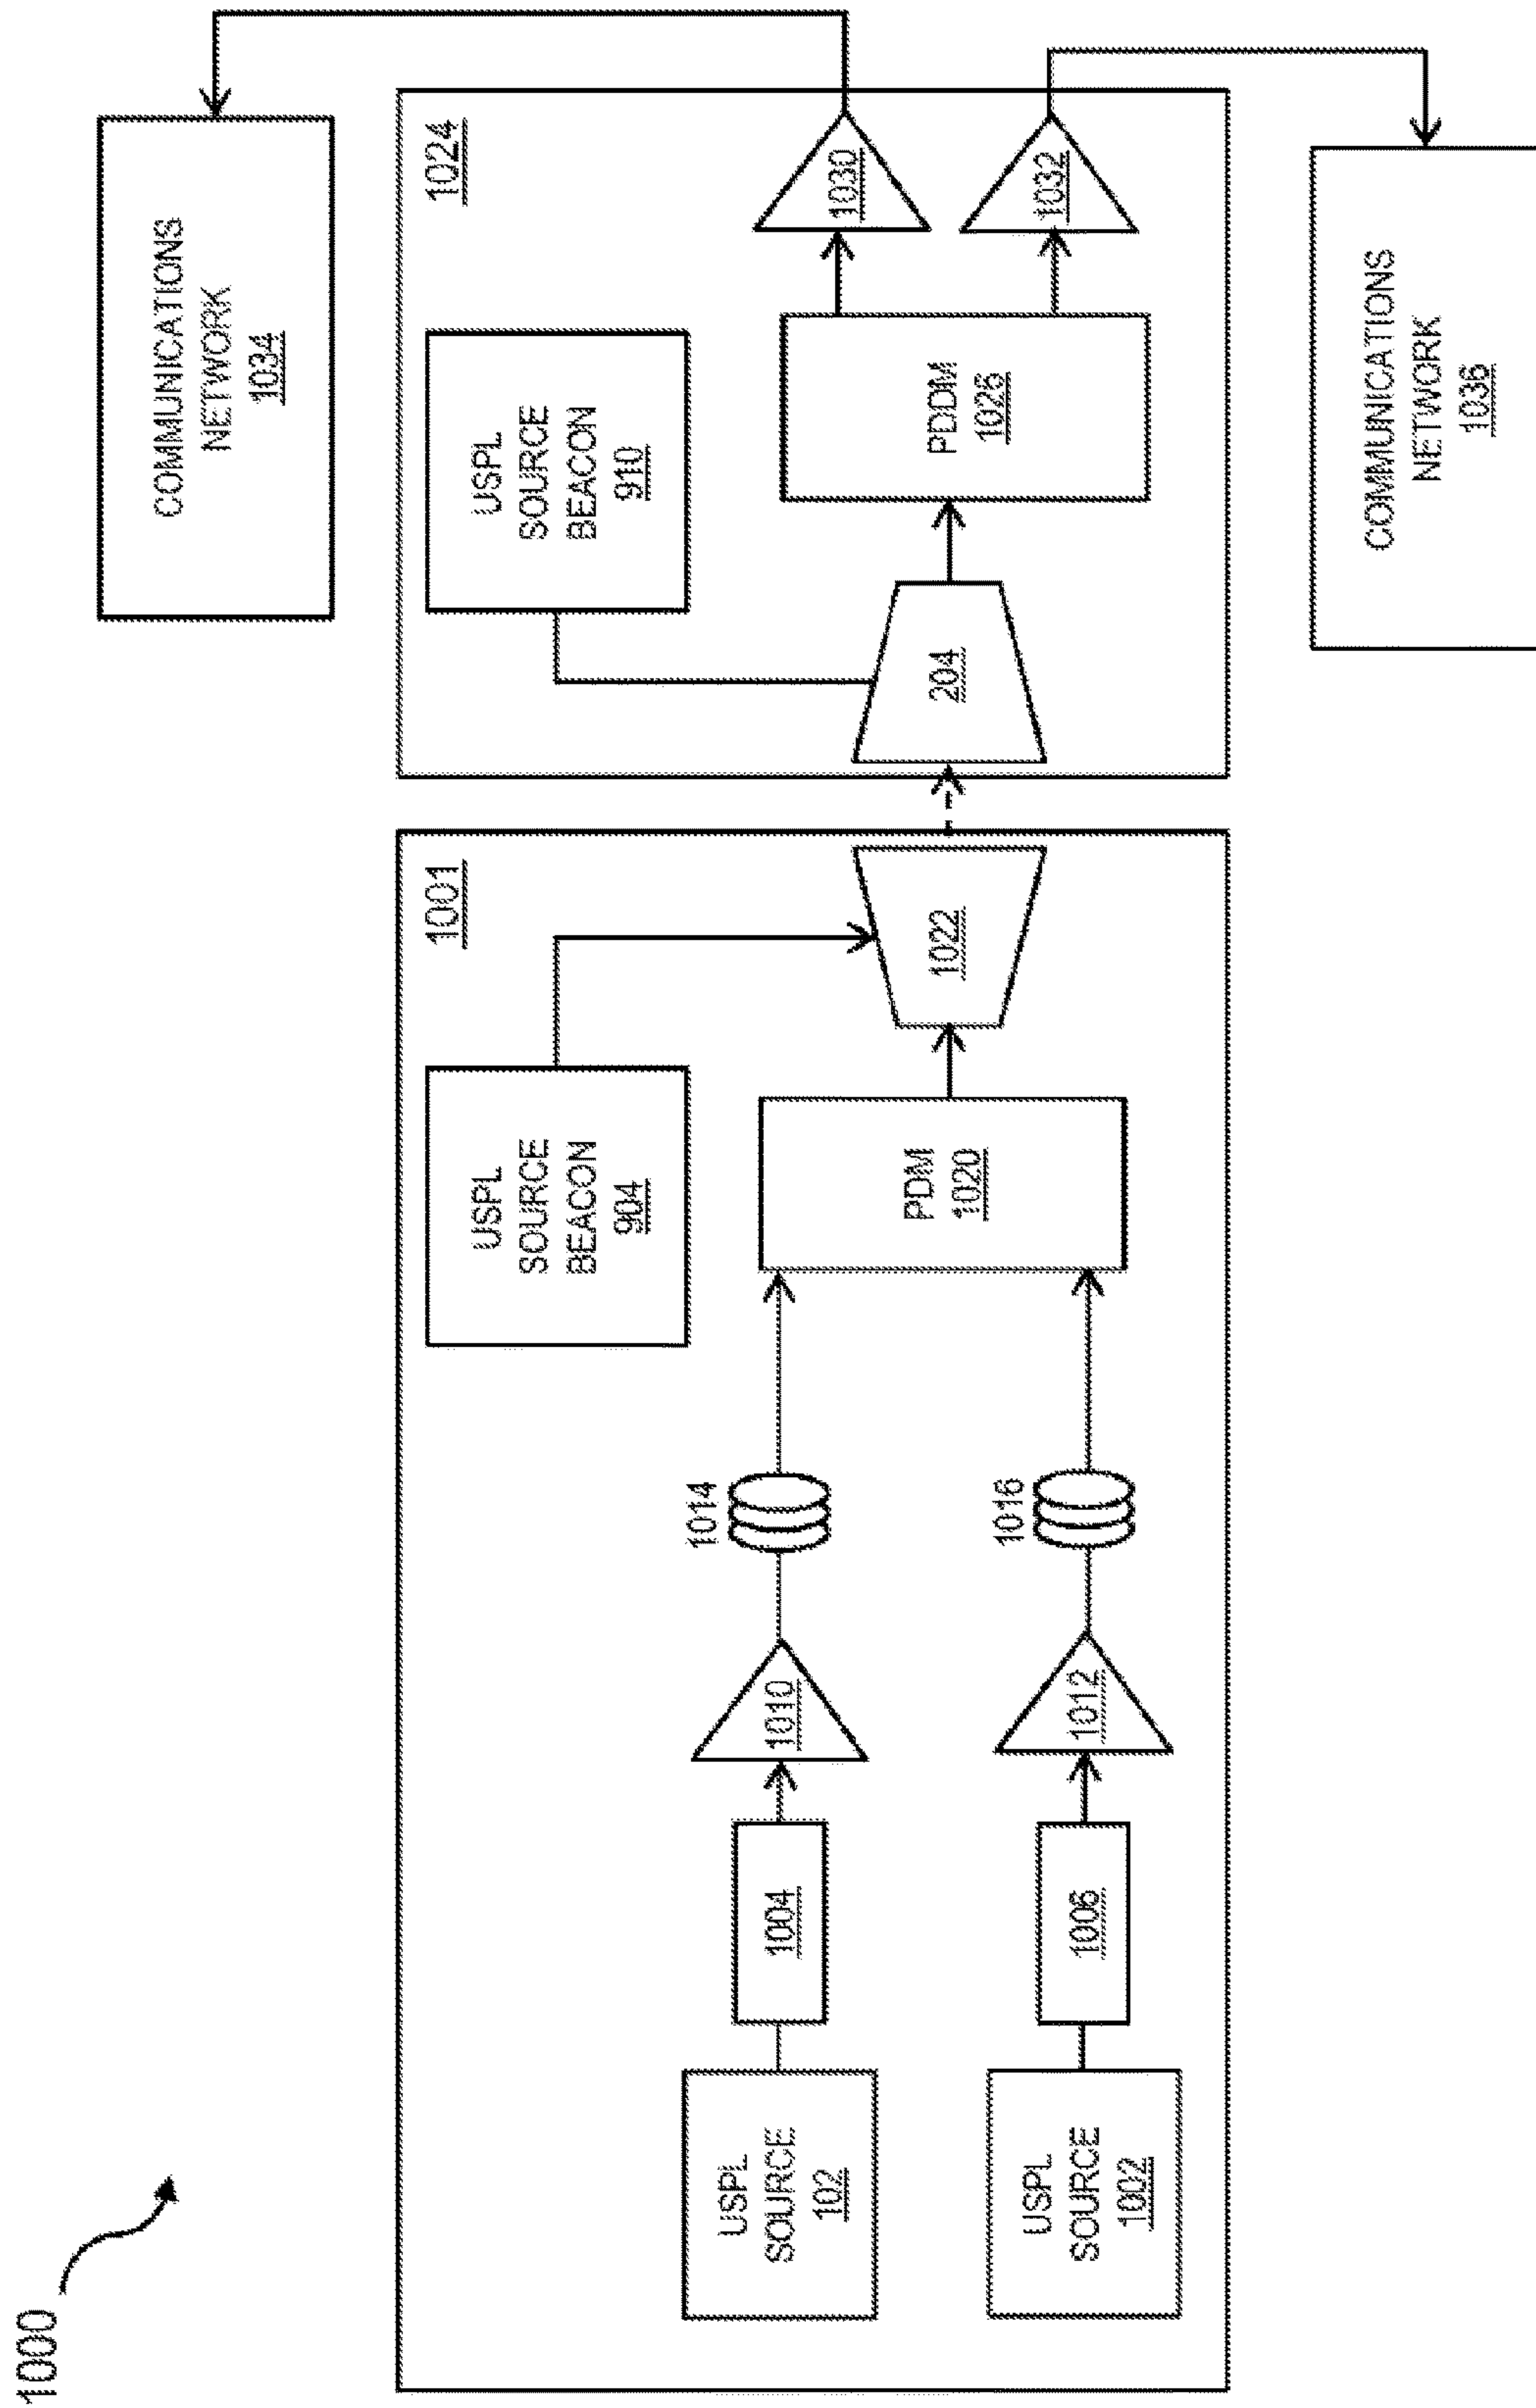 1000
COMMUNICATIONS
NETWORK
1034
1001
1024
USPL
SOURCE
BEACON
904
USPL
SOURCE
BEACON
910
USPL
SOURCE
102
1004
1010
1014
PDM
1020
1022
204
PDDM
1026
1030
1032
USPL
SOURCE
1002
1006
1012
1016
COMMUNICATIONS
NETWORK
1036